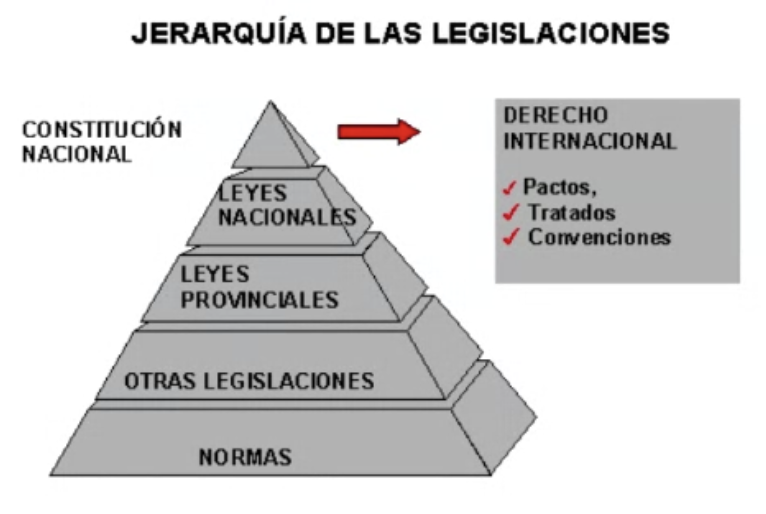 JERARQUÍA DE LAS LEGISLACIONES
CONSTITUCIÓN
NACIONAL
DERECHO
INTERNACIONAL
✓ Pactos,
✓ Tratados
✓ Convenciones
LEYES
NACIONALES
LEYES
PROVINCIALES
OTRAS LEGISLACIONES
NORMAS